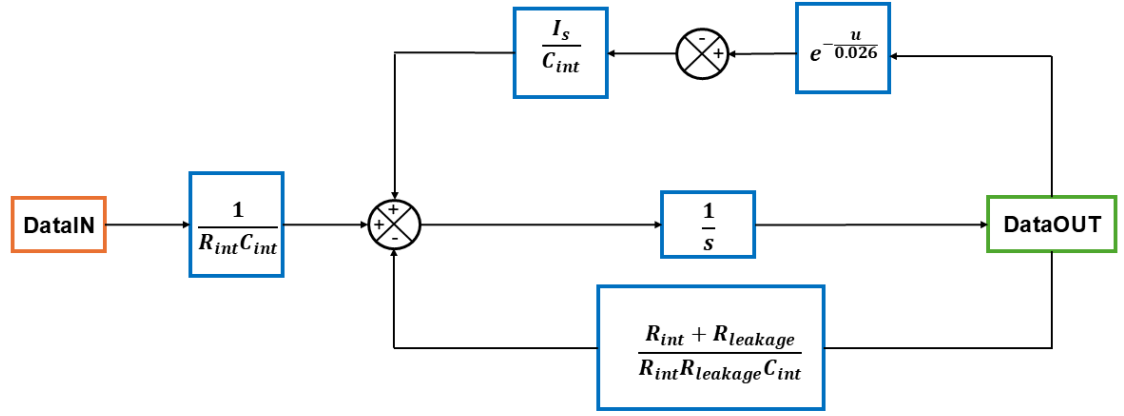 I_s
C_int
-
+
e^{-u/0.026}
DataIN
1
R_int C_int
+
+
-
1
s
DataOUT
R_int + R_leakage
R_int R_leakage C_int